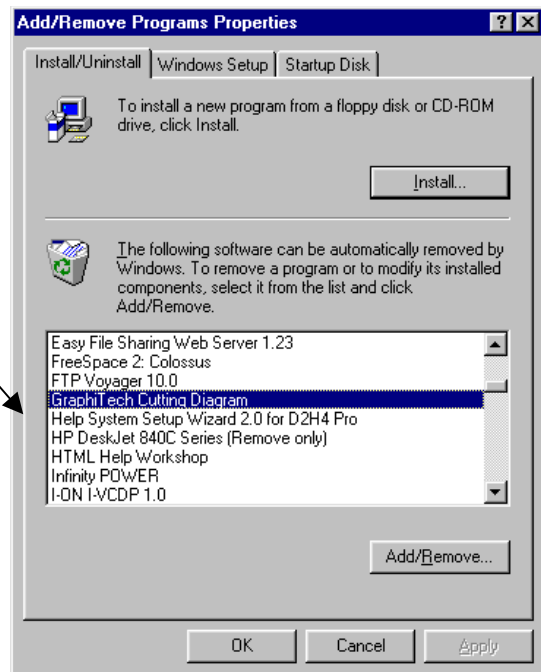 Add/Remove Programs Properties
Install/Uninstall
Windows Setup
Startup Disk
To install a new program from a floppy disk or CD-ROM
drive, click Install.
Install...
The following software can be automatically removed by
Windows. To remove a program or to modify its installed
components, select it from the list and click
Add/Remove.
Easy File Sharing Web Server 1.23
FreeSpace 2: Colossus
FTP Voyager 10.0
GraphiTech Cutting Diagram
Help System Setup Wizard 2.0 for D2H4 Pro
HP DeskJet 840C Series (Remove only)
HTML Help Workshop
Infinity POWER
I-ON I-VCDP 1.0
Add/Remove...
OK
Cancel
Apply